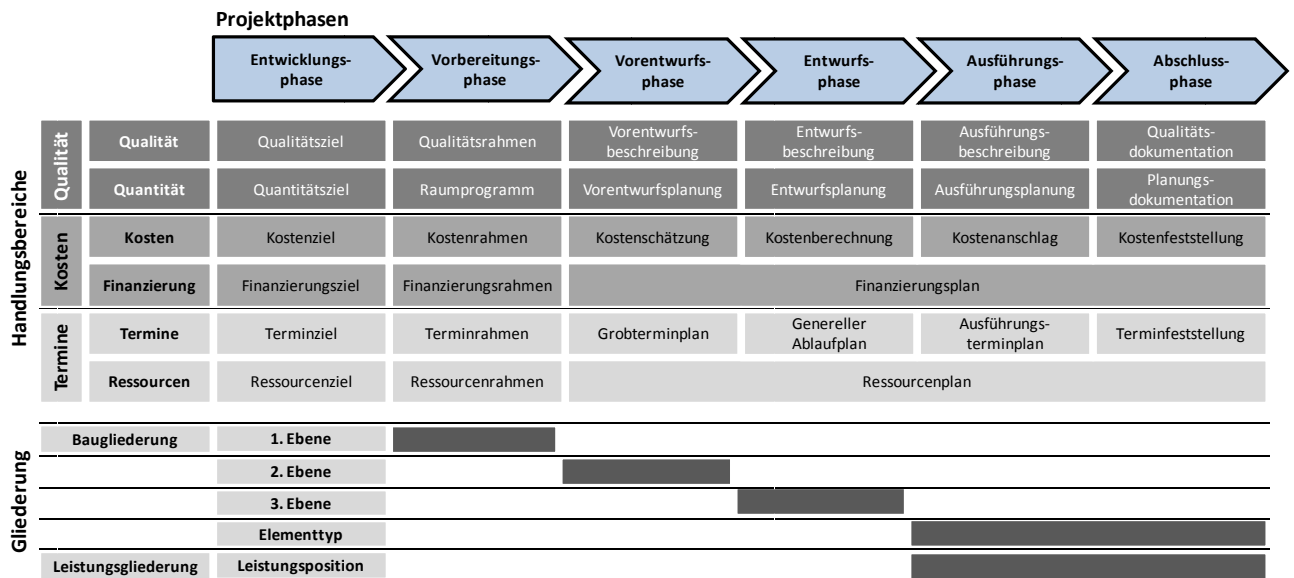 Projektphasen
Entwicklungs-
phase
Vorbereitungs-
phase
Vorentwurfs-
phase
Entwurfs-
phase
Ausführungs-
phase
Abschluss-
phase
Handlungsbereiche
Qualität
Qualität
Qualitätsziel
Qualitätsrahmen
Vorentwurfs-
beschreibung
Entwurfs-
beschreibung
Ausführungs-
beschreibung
Qualitäts-
dokumentation
Quantität
Quantitätsziel
Raumprogramm
Vorentwurfsplanung
Entwurfsplanung
Ausführungsplanung
Planungs-
dokumentation
Kosten
Kosten
Kostenziel
Kostenrahmen
Kostenschätzung
Kostenberechnung
Kostenanschlag
Kostenfeststellung
Finanzierung
Finanzierungsziel
Finanzierungsrahmen
Finanzierungsplan
Termine
Termine
Terminziel
Terminrahmen
Grobterminplan
Genereller
Ablaufplan
Ausführungs-
terminplan
Terminfeststellung
Ressourcen
Ressourcenziel
Ressourcenrahmen
Ressourcenplan
Gliederung
Baugliederung
1. Ebene
2. Ebene
3. Ebene
Elementtyp
Leistungsgliederung
Leistungsposition